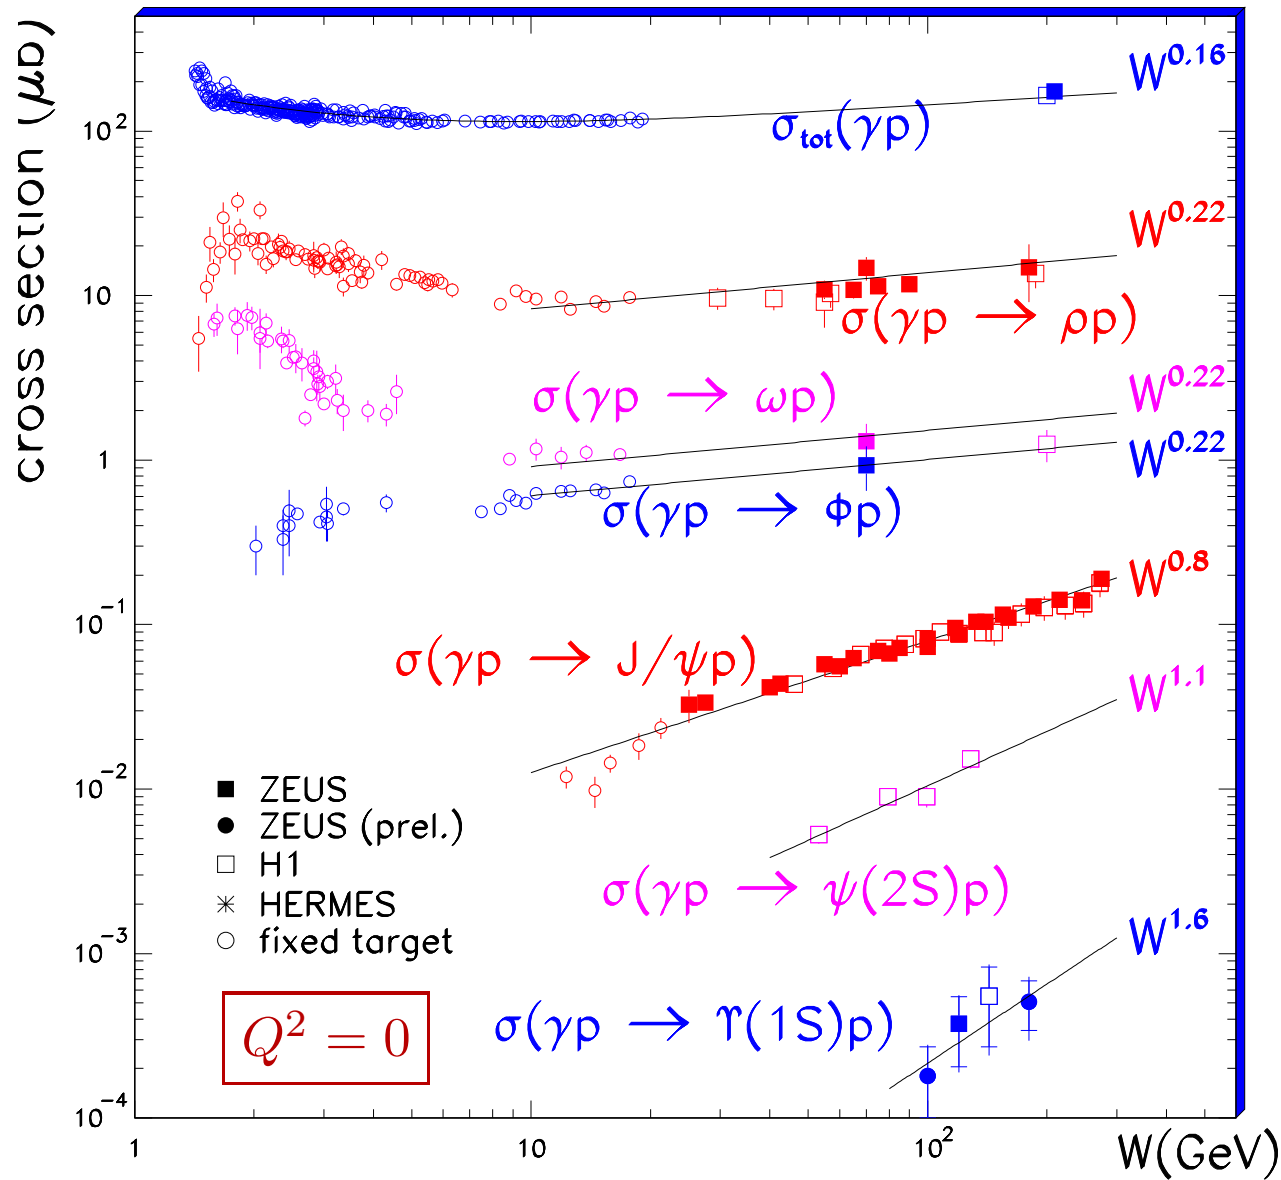 cross section (μb)
10²
10
1
10⁻¹
10⁻²
10⁻³
10⁻⁴
W^0.16
σ_tot(γp)
W^0.22
σ(γp → ρp)
W^0.22
σ(γp → ωp)
W^0.22
σ(γp → Φp)
W^0.8
σ(γp → J/ψp)
W^1.1
σ(γp → ψ(2S)p)
W^1.6
σ(γp → ϒ(1S)p)
ZEUS
ZEUS (prel.)
H1
HERMES
fixed target
Q² = 0
1 10 10²
W(GeV)